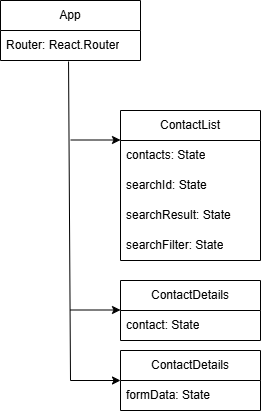 App
Router: React.Router
ContactList
contacts: State
searchId: State
searchResult: State
searchFilter: State
ContactDetails
contact: State
ContactDetails
formData: State